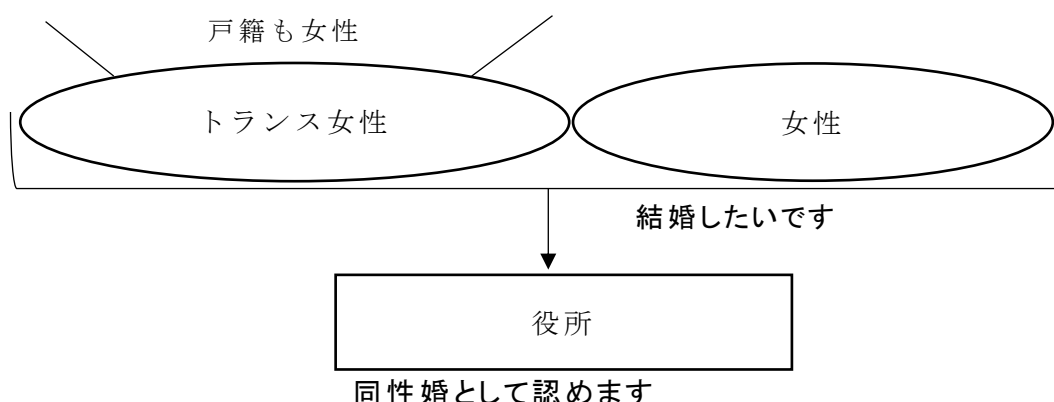 戸籍も女性
トランス女性
女性
結婚したいです
役所
同性婚として認めます